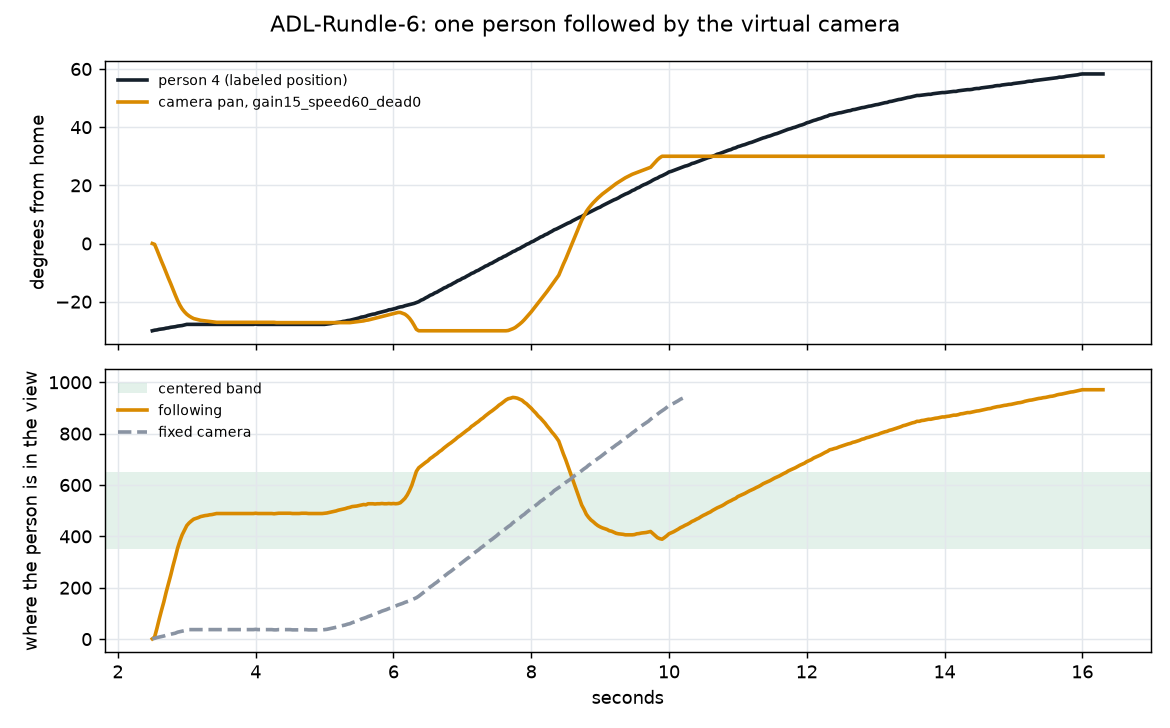 ADL-Rundle-6: one person followed by the virtual camera
60
40
20
0
−20
degrees from home
person 4 (labeled position)
camera pan, gain15_speed60_dead0
1000
800
600
400
200
0
where the person is in the view
centered band
following
fixed camera
2 4 6 8 10 12 14 16
seconds